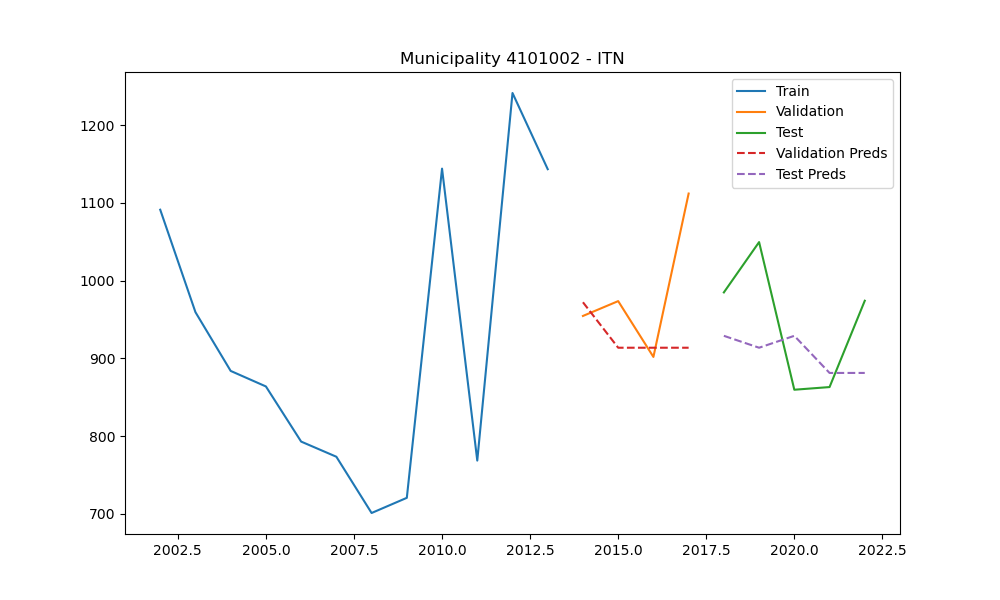 Municipality 4101002 - ITN
Train
Validation
Test
Validation Preds
Test Preds
1200
1100
1000
900
800
700
2002.5 2005.0 2007.5 2010.0 2012.5 2015.0 2017.5 2020.0 2022.5